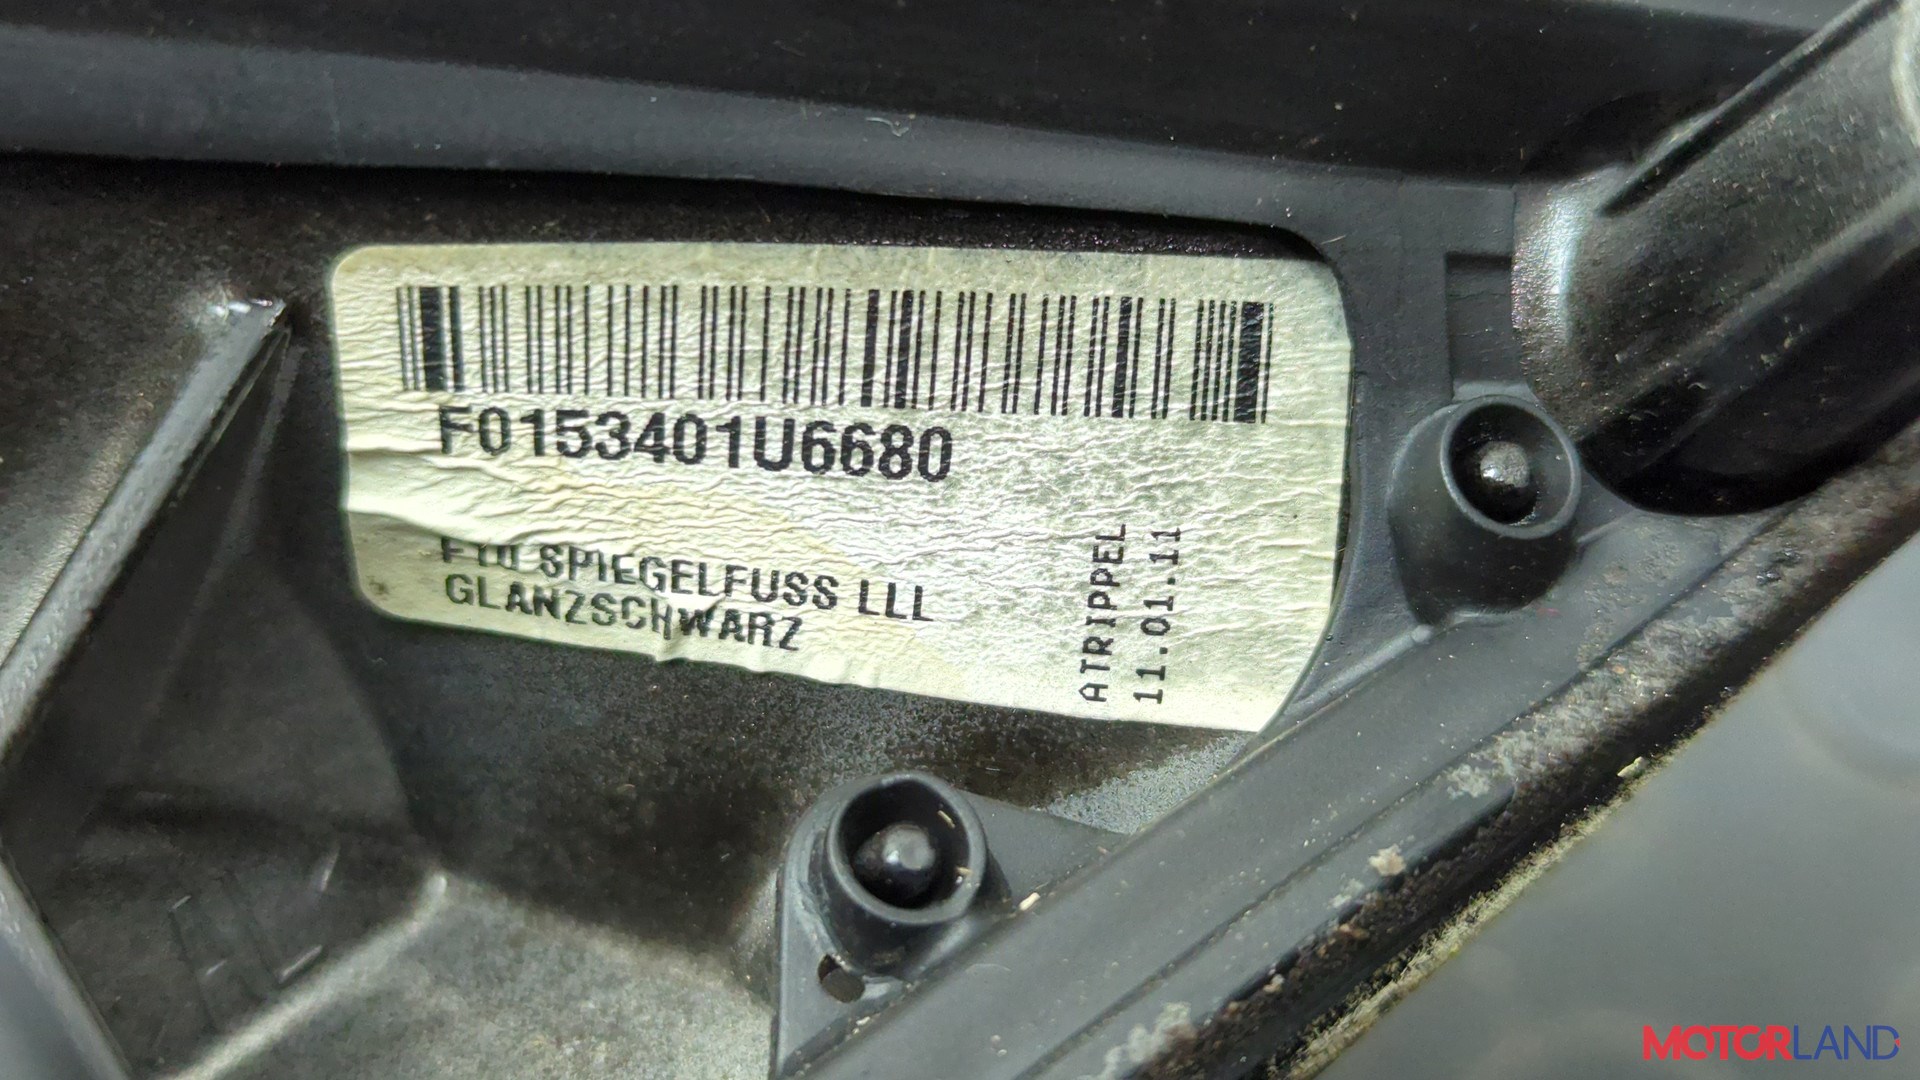 F0153401U6680
F10 SPIEGELFUSS LLL
GLANZSCHWARZ
ATRIPPEL
11.01.11
MOTORLAND